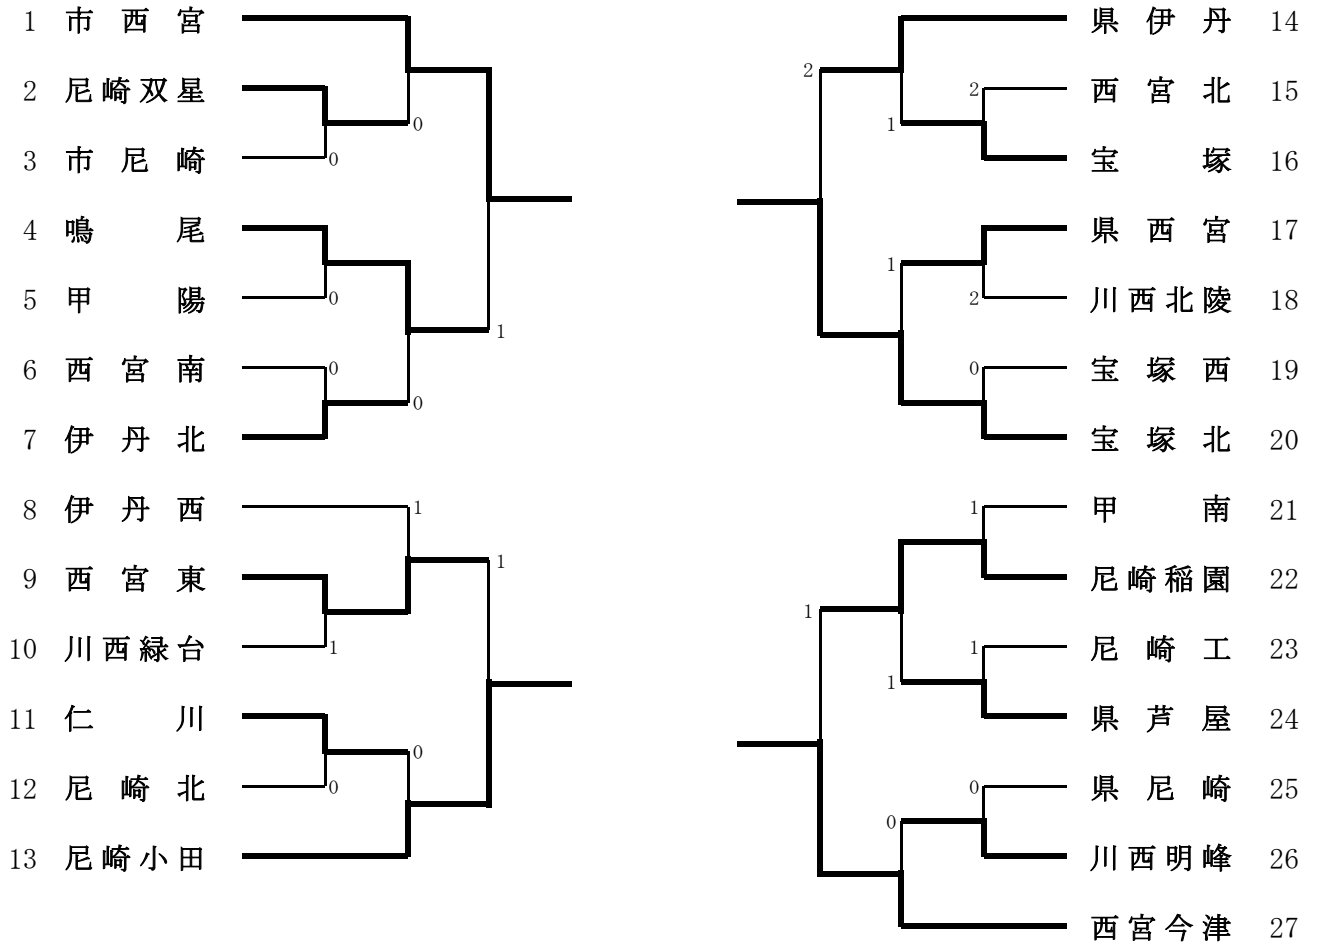 1 市西宮
2 尼崎双星
3 市尼崎
4 鳴尾
5 甲陽
6 西宮南
7 伊丹北
8 伊丹西
9 西宮東
10 川西緑台
11 仁川
12 尼崎北
13 尼崎小田
0
0
0
0
0
1
1
1
1
0
0
県伊丹 14
西宮北 15
宝塚 16
県西宮 17
川西北陵 18
宝塚西 19
宝塚北 20
甲南 21
尼崎稲園 22
尼崎工 23
県芦屋 24
県尼崎 25
川西明峰 26
西宮今津 27
2
2
1
1
2
0
1
1
1
1
0
0